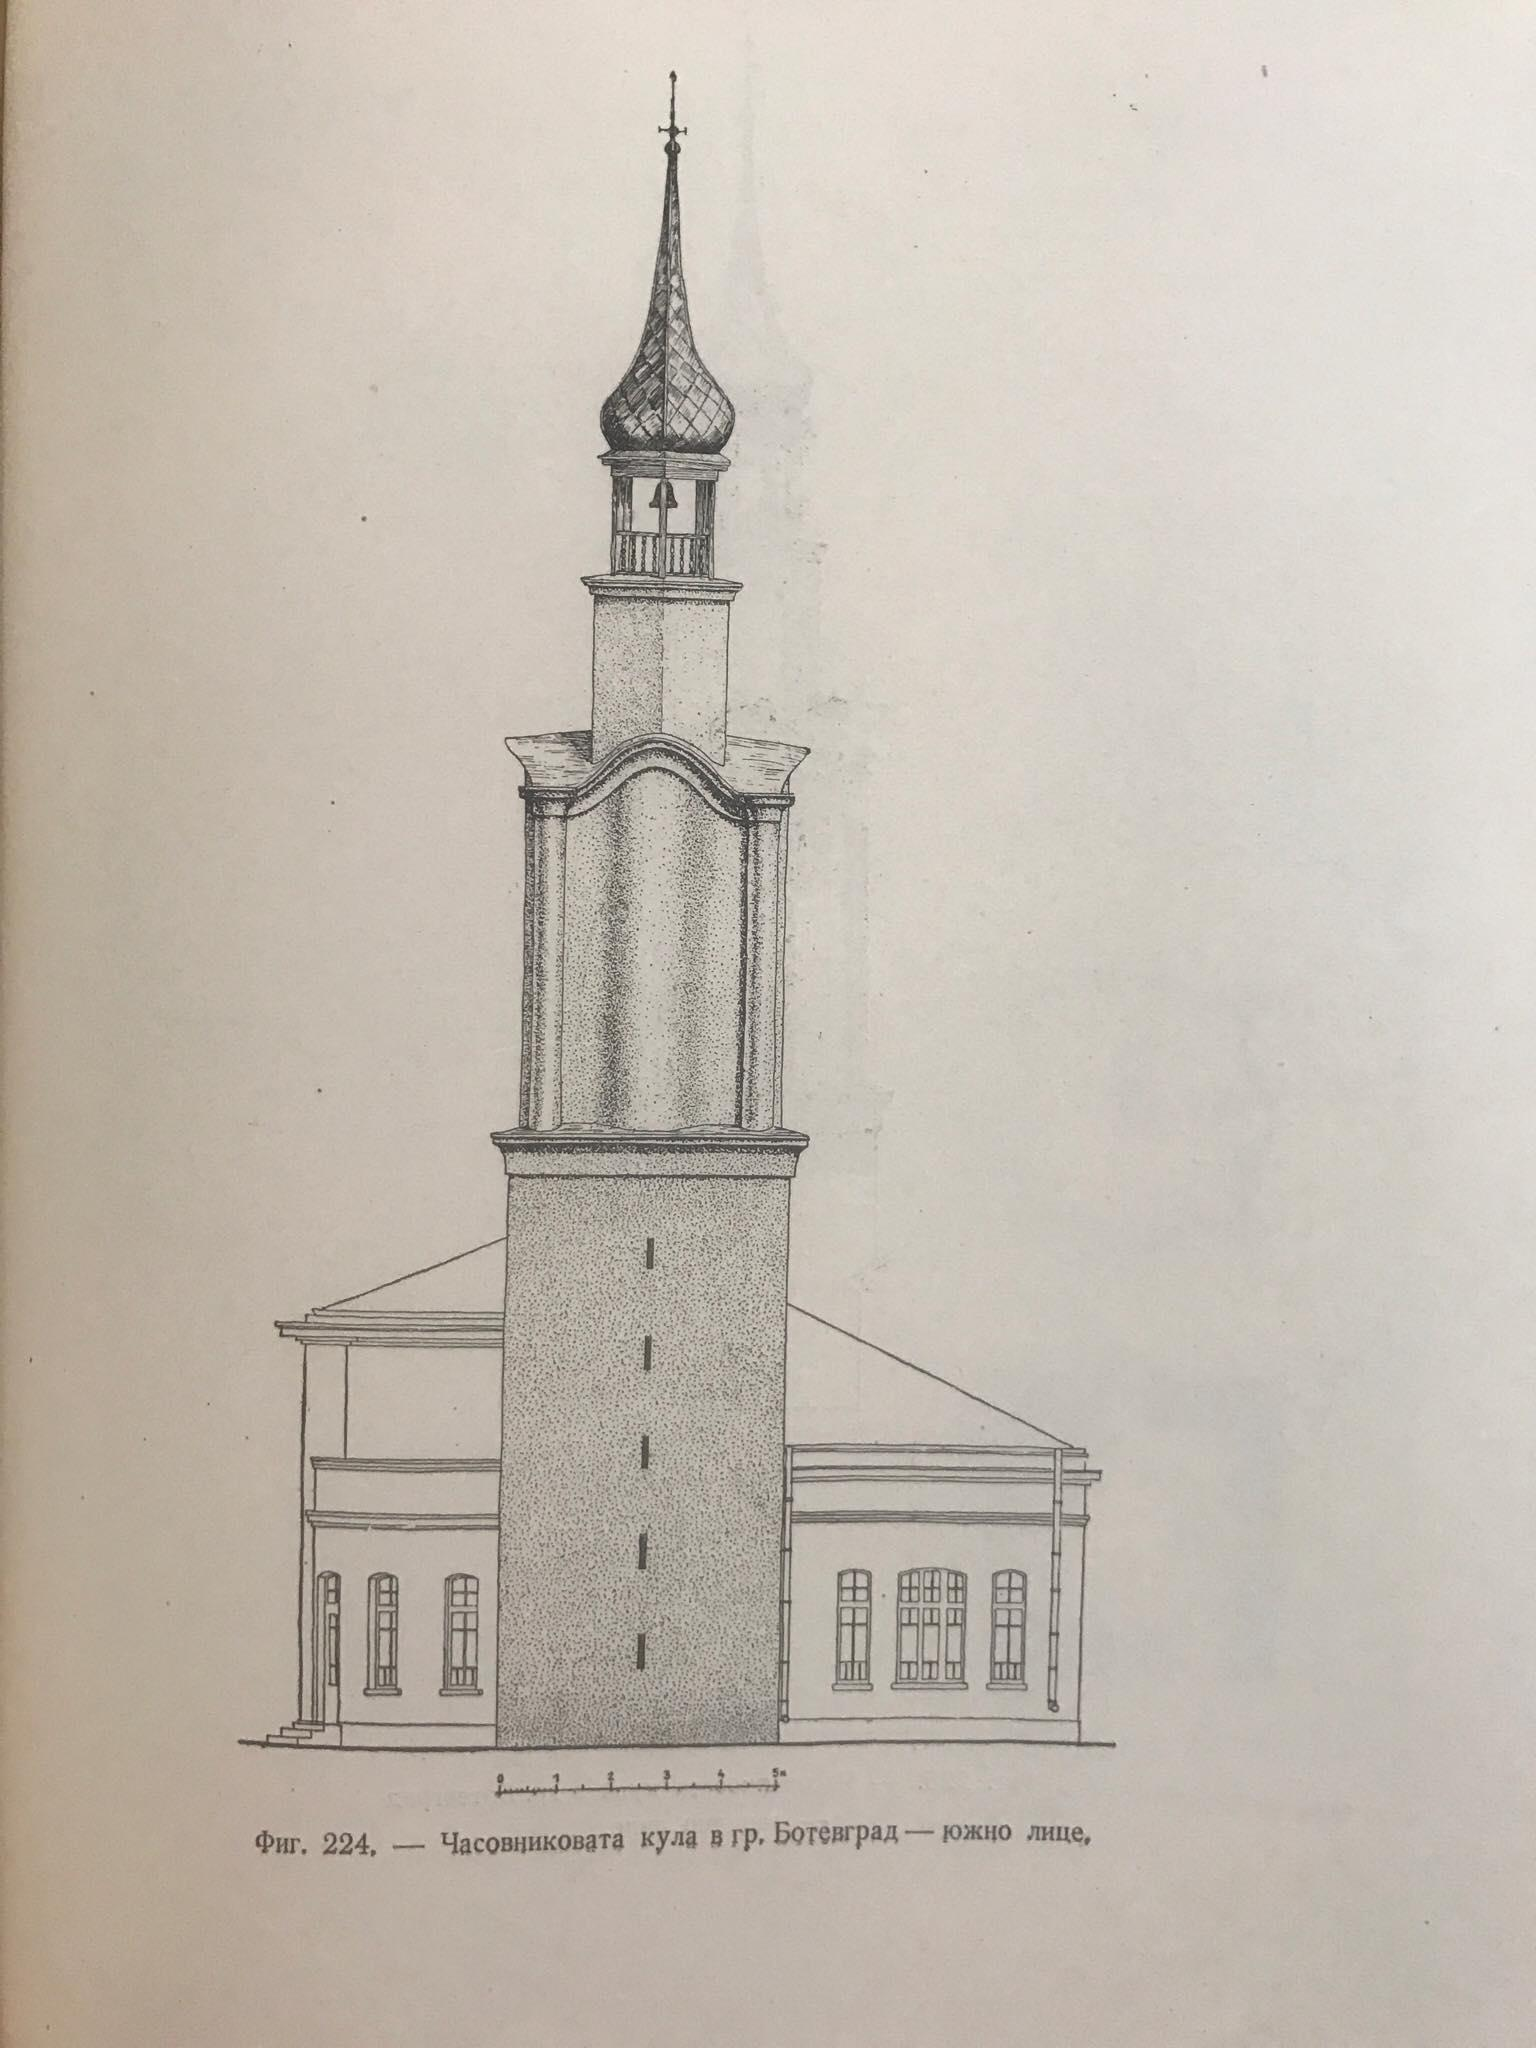 0 1 2 3 4 5м
Фиг. 224. — Часовниковата кула в гр. Ботевград — южно лице.